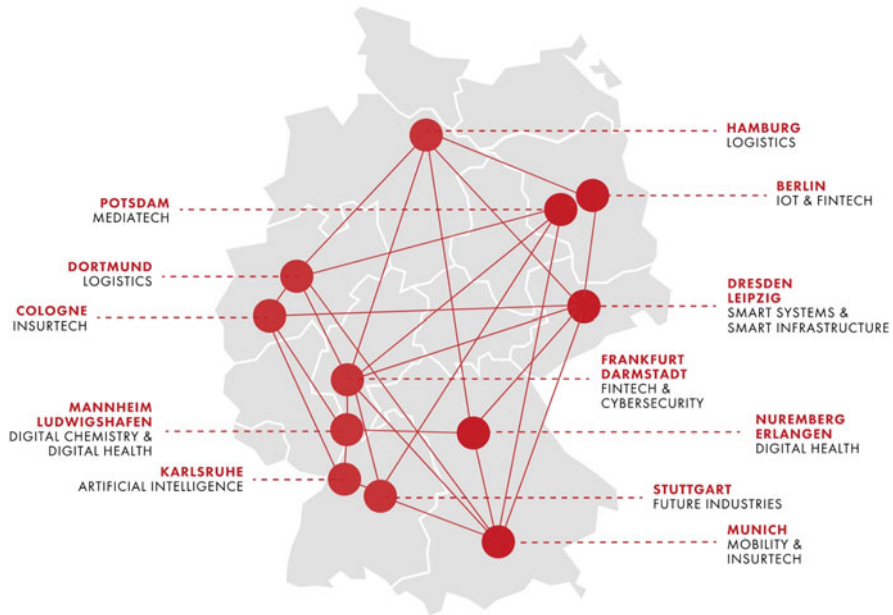 HAMBURG
LOGISTICS
BERLIN
IOT & FINTECH
POTSDAM
MEDIATECH
DORTMUND
LOGISTICS
COLOGNE
INSURTECH
DRESDEN
LEIPZIG
SMART SYSTEMS &
SMART INFRASTRUCTURE
FRANKFURT
DARMSTADT
FINTECH &
CYBERSECURITY
MANNHEIM
LUDWIGSHAFEN
DIGITAL CHEMISTRY &
DIGITAL HEALTH
NUREMBERG
ERLANGEN
DIGITAL HEALTH
KARLSRUHE
ARTIFICIAL INTELLIGENCE
STUTTGART
FUTURE INDUSTRIES
MUNICH
MOBILITY &
INSURTECH